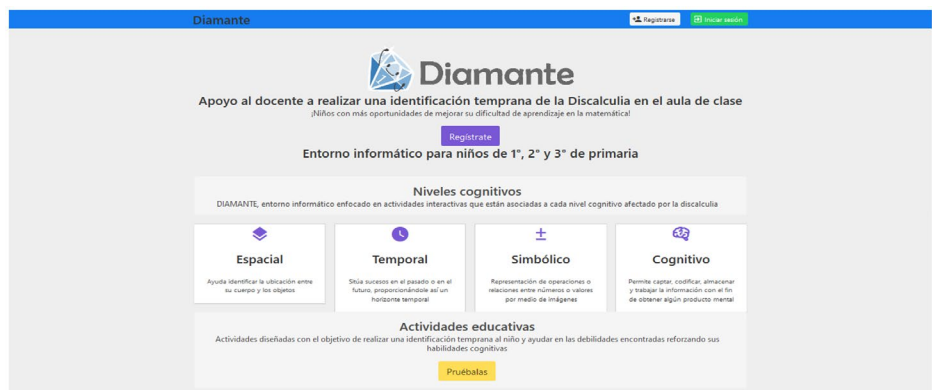 Diamante
Registrarse
Iniciar sesión
Diamante
Apoyo al docente a realizar una identificación temprana de la Discalculia en el aula de clase
¡Niños con más oportunidades de mejorar su dificultad de aprendizaje en la matemática!
Regístrate
Entorno informático para niños de 1°, 2° y 3° de primaria
Niveles cognitivos
DIAMANTE, entorno informático enfocado en actividades interactivas que están asociadas a cada nivel cognitivo afectado por la discalculia
Espacial
Ayuda identificar la ubicación entre
su cuerpo y los objetos
Temporal
Sitúa sucesos en el pasado o en el
futuro, proporcionándole así un
horizonte temporal
Simbólico
Representación de operaciones o
relaciones entre números o valores
por medio de imágenes
Cognitivo
Permite captar, codificar, almacenar
y trabajar la información con el fin
de obtener algún producto mental
Actividades educativas
Actividades diseñadas con el objetivo de realizar una identificación temprana al niño y ayudar en las debilidades encontradas reforzando sus
habilidades cognitivas
Pruébalas